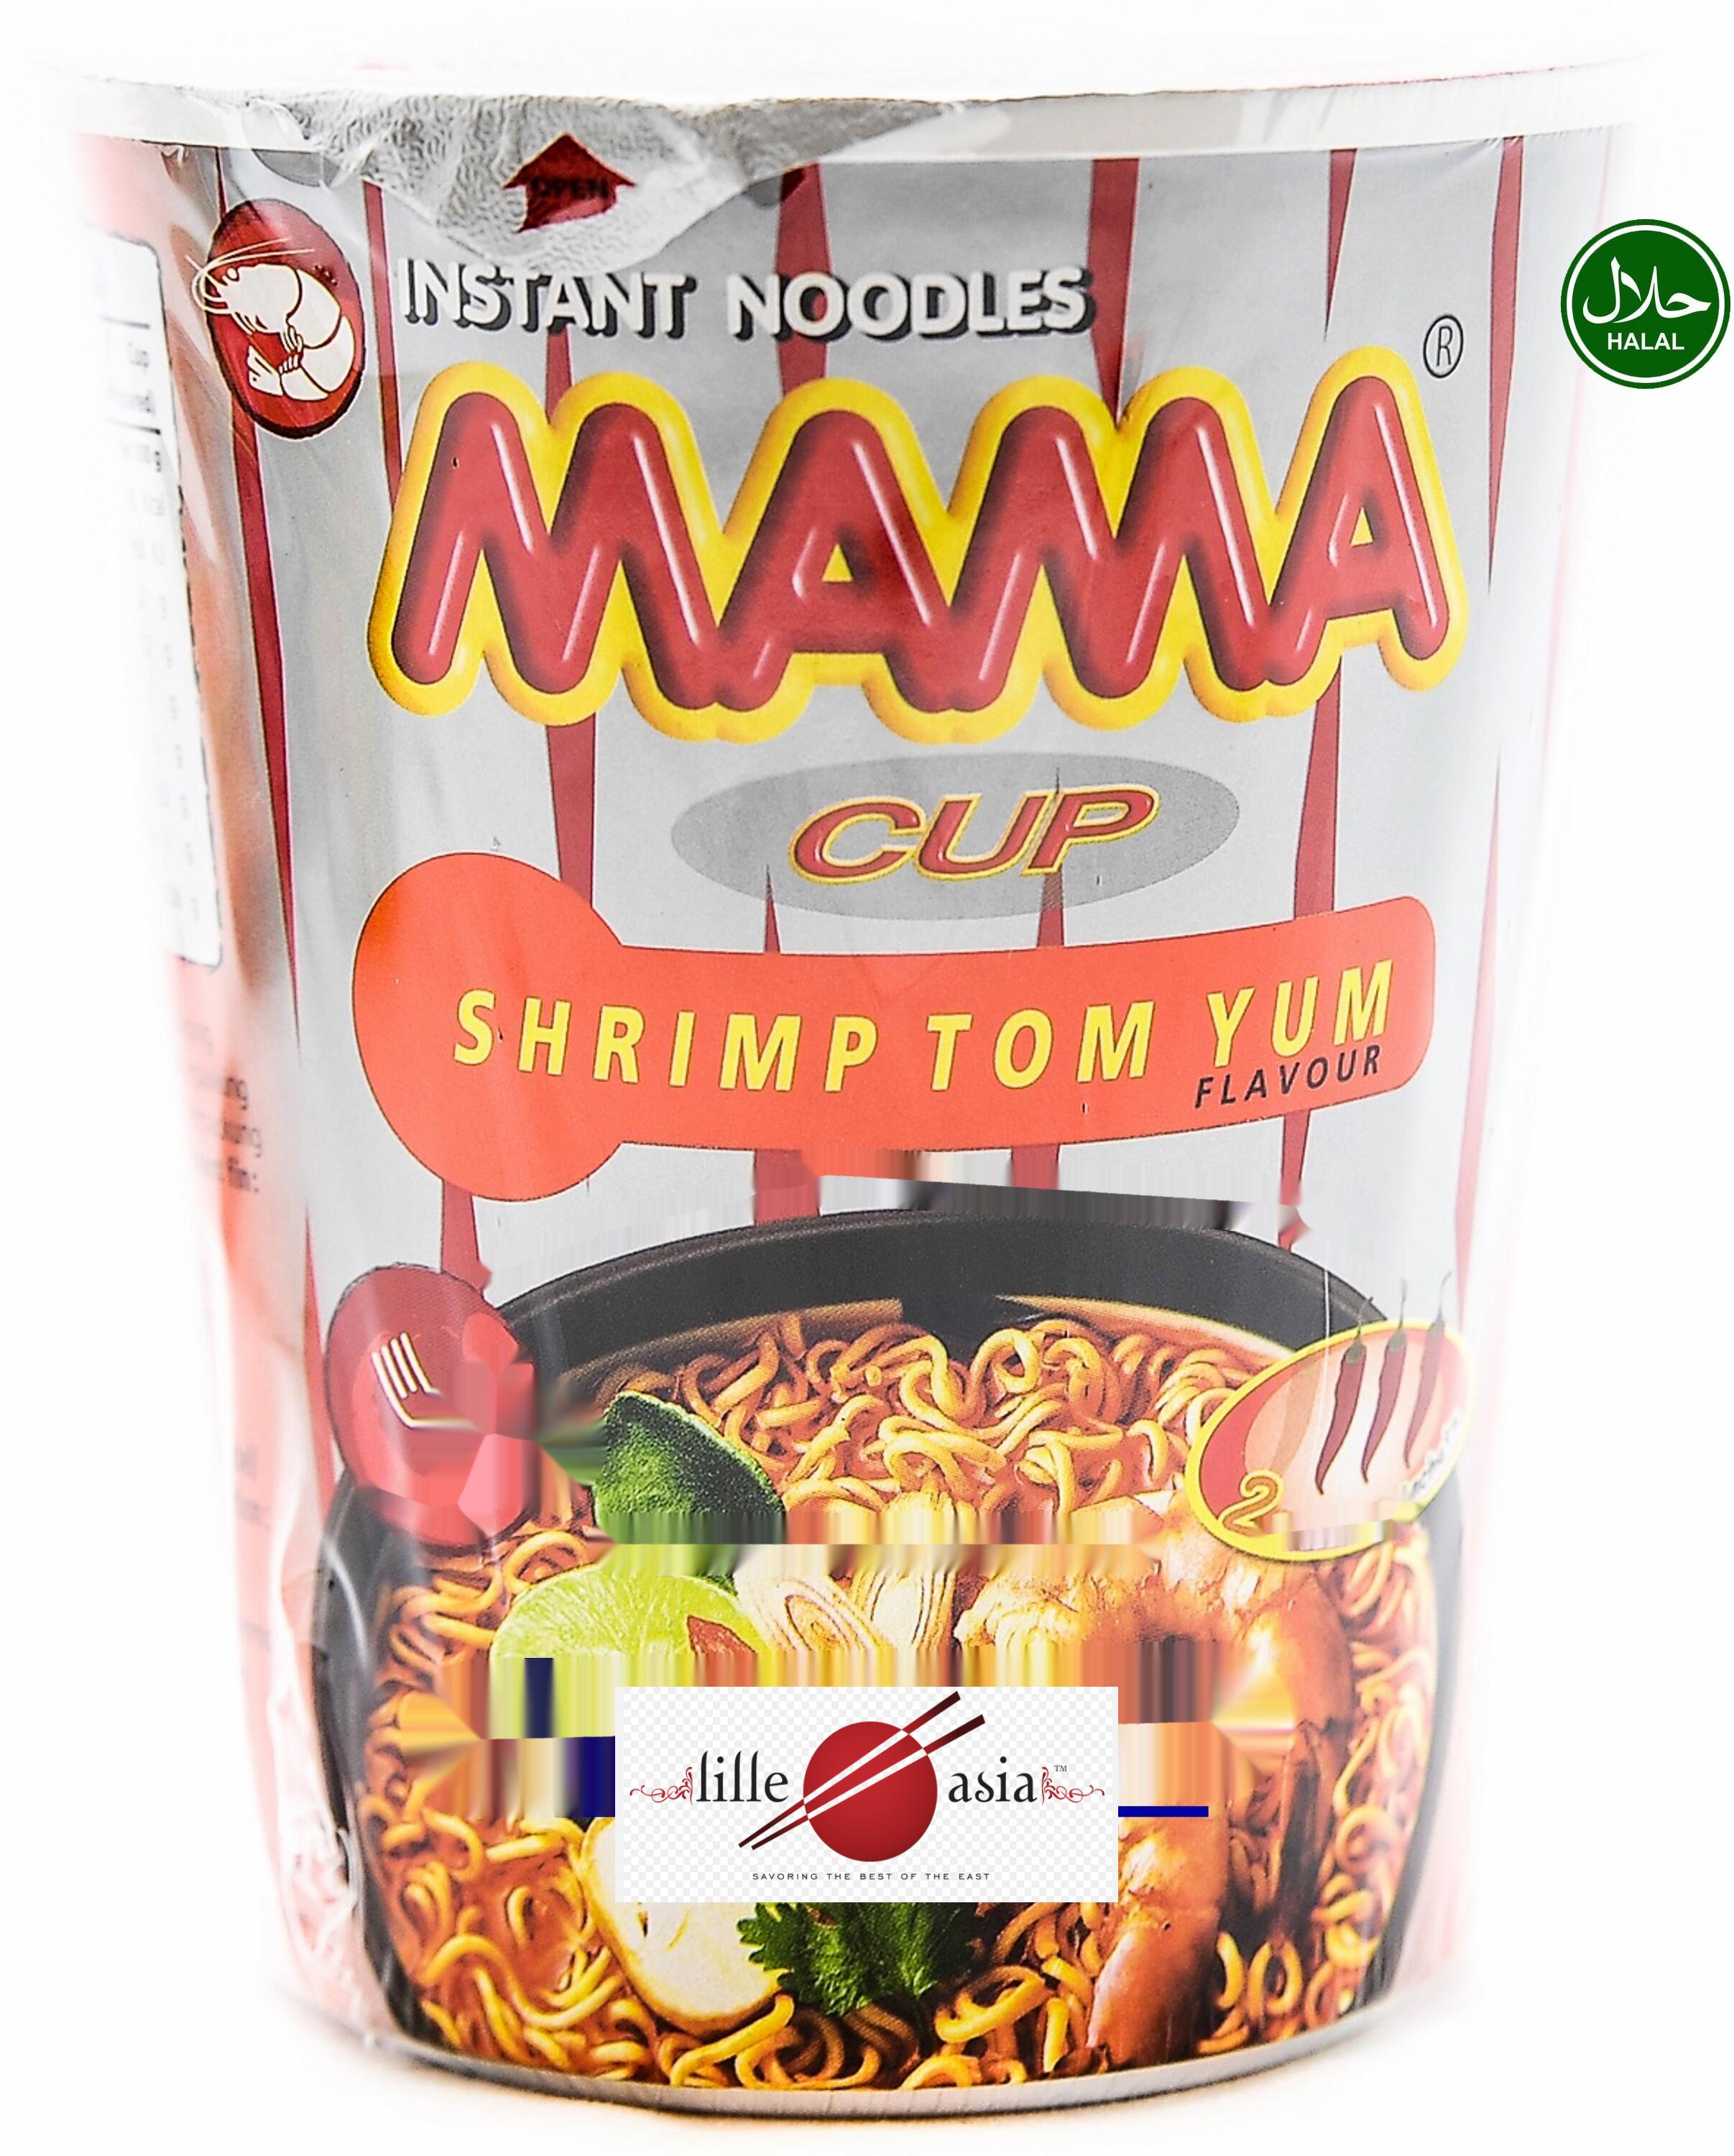 OPEN
INSTANT NOODLES
حلال
HALAL
MAMA®
CUP
SHRIMP TOM YUM
FLAVOUR
2
lille asia™
SAVORING THE BEST OF THE EAST